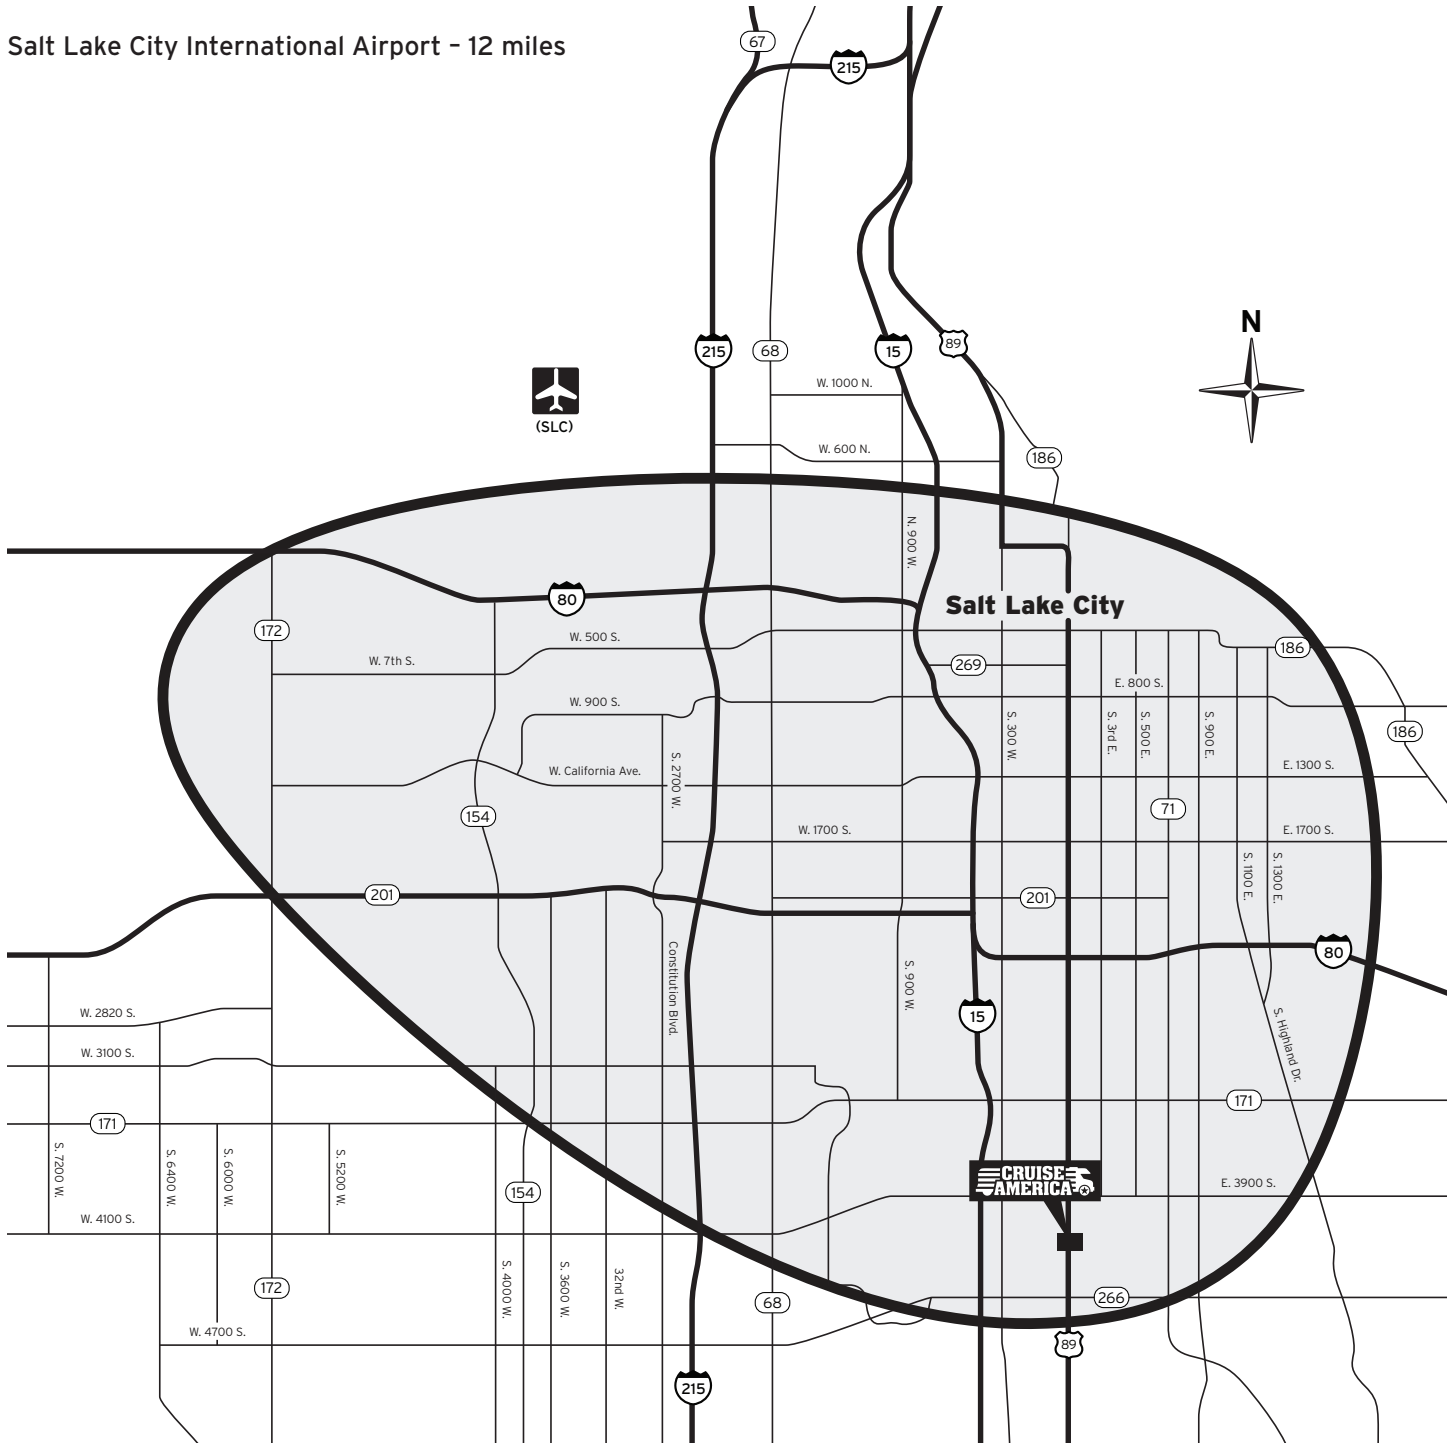 Salt Lake City International Airport – 12 miles
67
215
N
215
68
15
89
W. 1000 N.
(SLC)
W. 600 N.
186
N. 900 W.
80
Salt Lake City
172
W. 500 S.
186
W. 7th S.
269
E. 800 S.
W. 900 S.
S. 300 W.
S. 3rd E.
S. 500 E.
S. 900 E.
186
S. 2700 W.
W. California Ave.
E. 1300 S.
154
71
W. 1700 S.
E. 1700 S.
S. 1100 E.
S. 1300 E.
201
201
Constitution Blvd.
80
S. 900 W.
W. 2820 S.
15
S. Highland Dr.
W. 3100 S.
171
171
S. 7200 W.
S. 6400 W.
S. 6000 W.
S. 5200 W.
154
CRUISE
AMERICA
E. 3900 S.
W. 4100 S.
172
S. 4000 W.
S. 3600 W.
32nd W.
68
266
W. 4700 S.
89
215